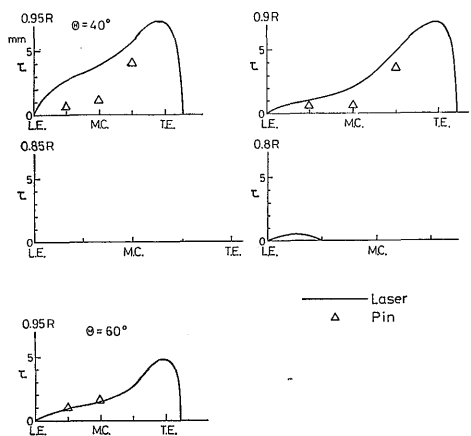 0.95R
Θ=40°
mm
5
τ
0
L.E.
M.C.
T.E.
0.9R
5
τ
0
L.E.
M.C.
T.E.
0.85R
5
τ
0
L.E.
M.C.
T.E.
0.8R
5
τ
0
L.E.
M.C.
Laser
Pin
0.95R
Θ=60°
5
τ
0
L.E.
M.C.
T.E.